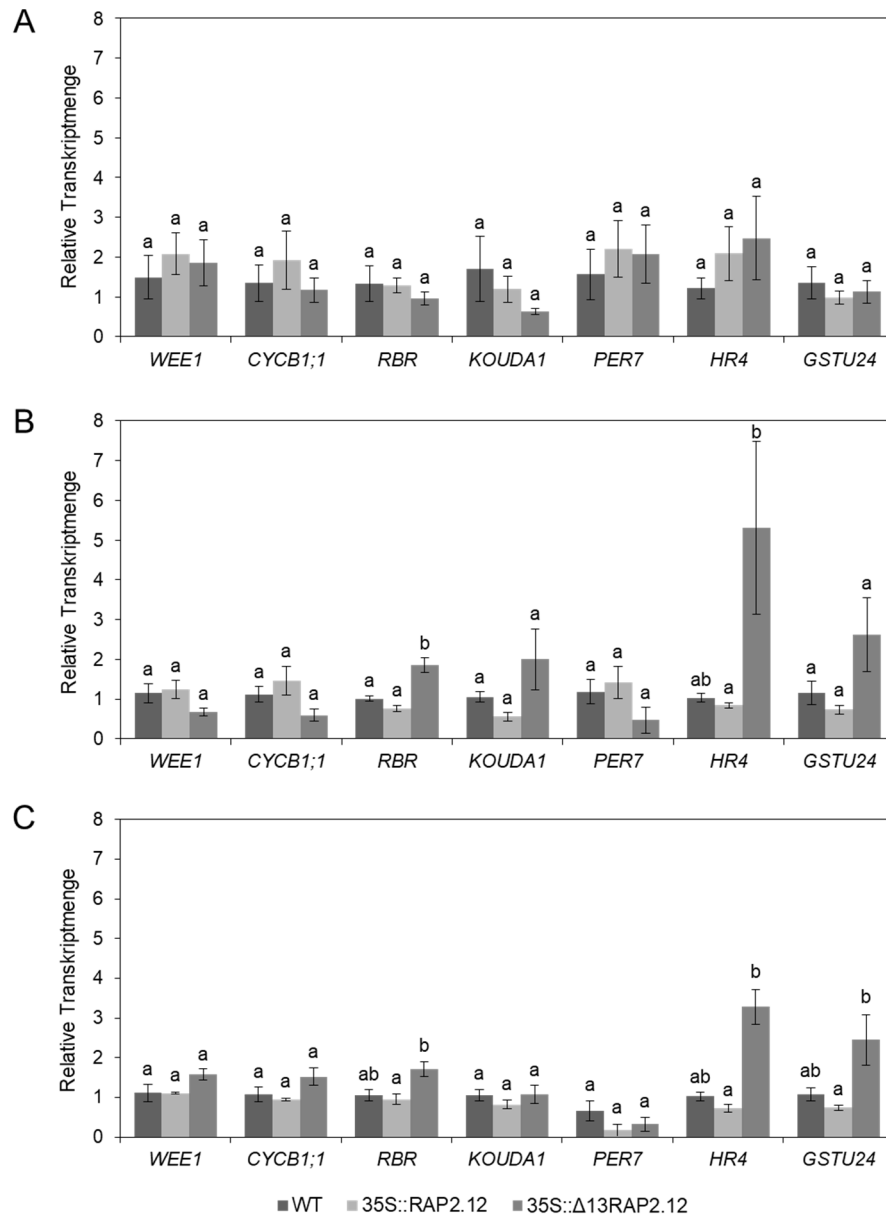 A
Relative Transkriptmenge
8
7
6
5
4
3
2
1
0
a a a a a a a a a a a a a a a a a a a a a
WEE1 CYCB1;1 RBR KOUDA1 PER7 HR4 GSTU24
B
Relative Transkriptmenge
8
7
6
5
4
3
2
1
0
a a a a a a a a b a a a a a a ab a b a a a
WEE1 CYCB1;1 RBR KOUDA1 PER7 HR4 GSTU24
C
Relative Transkriptmenge
8
7
6
5
4
3
2
1
0
a a a a a a ab a b a a a a a a ab a b ab a b
WEE1 CYCB1;1 RBR KOUDA1 PER7 HR4 GSTU24
WT 35S::RAP2.12 35S::Δ13RAP2.12